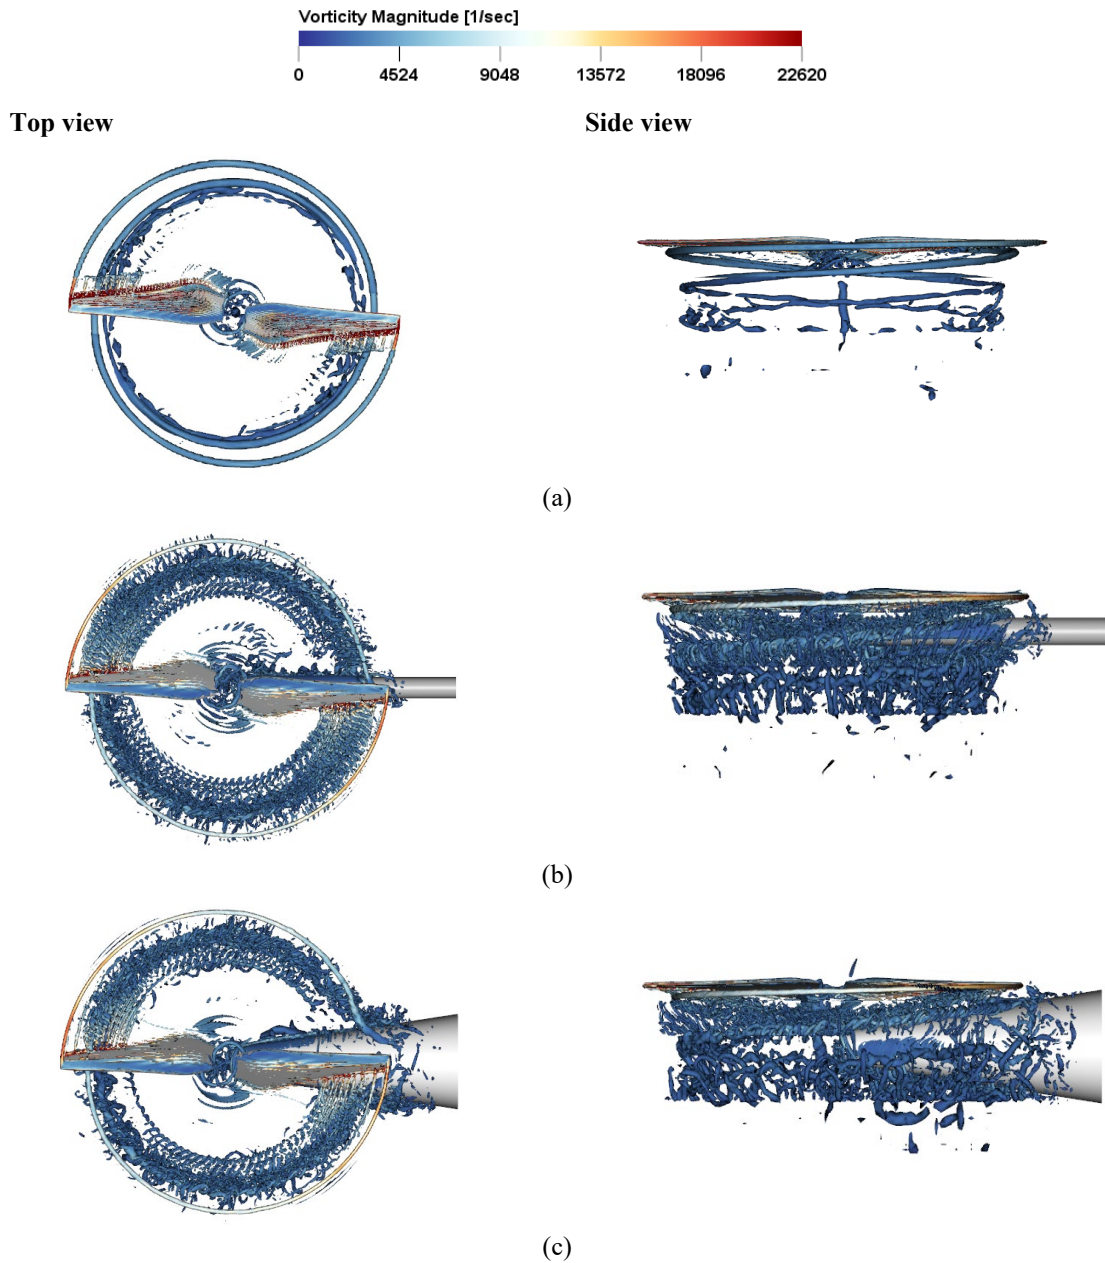 Vorticity Magnitude [1/sec]
0 4524 9048 13572 18096 22620
Top view Side view
(a)
(b)
(c)